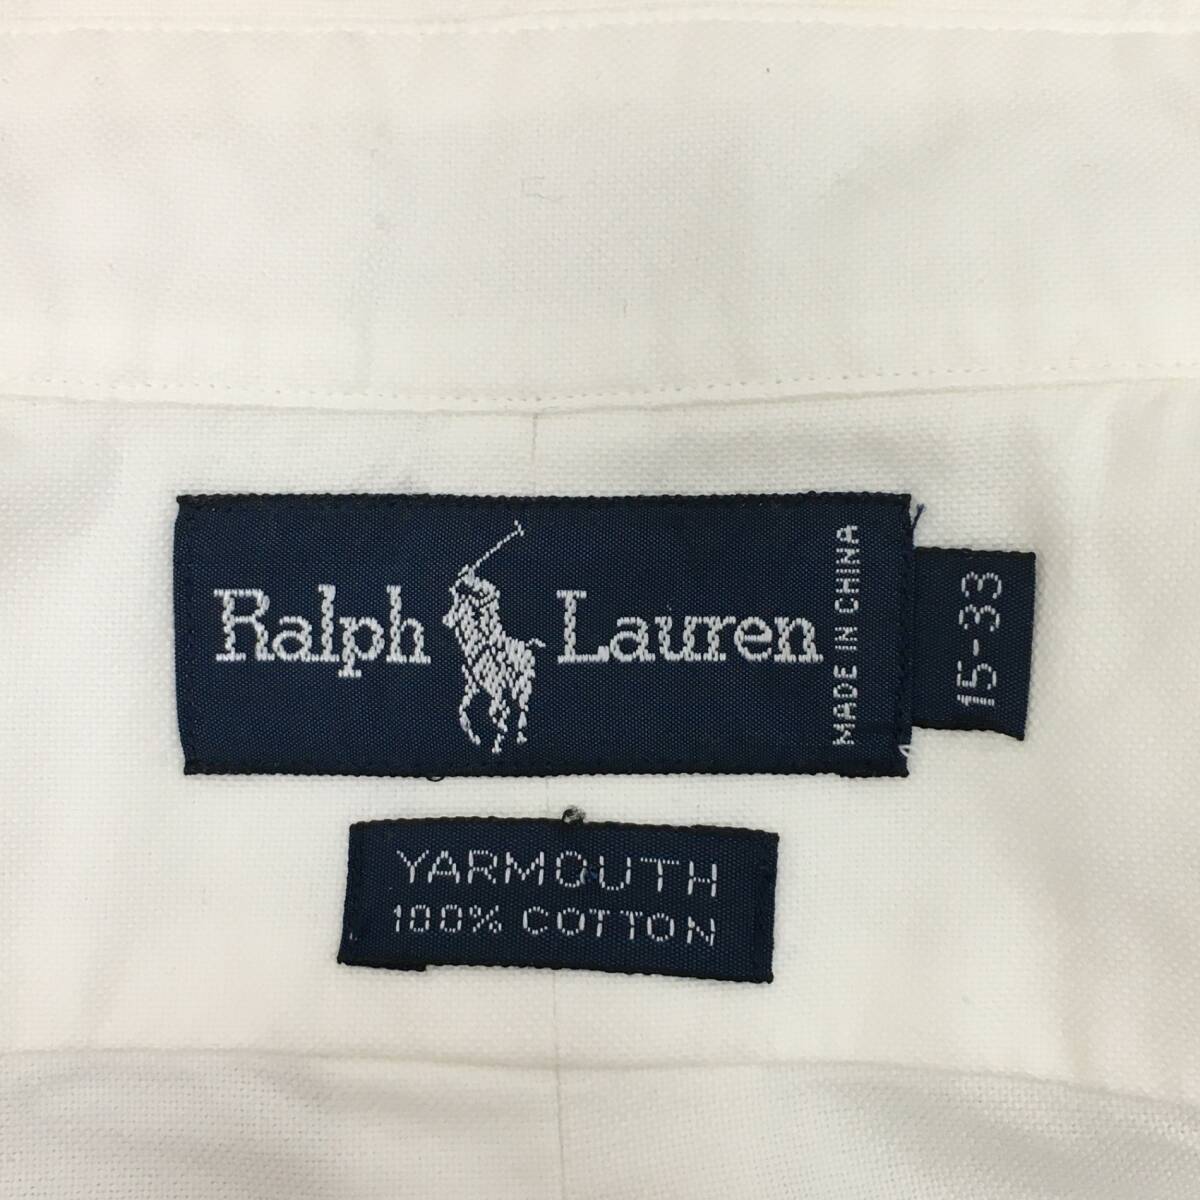 Ralph Lauren
MADE IN CHINA
15-33
YARMOUTH
100% COTTON